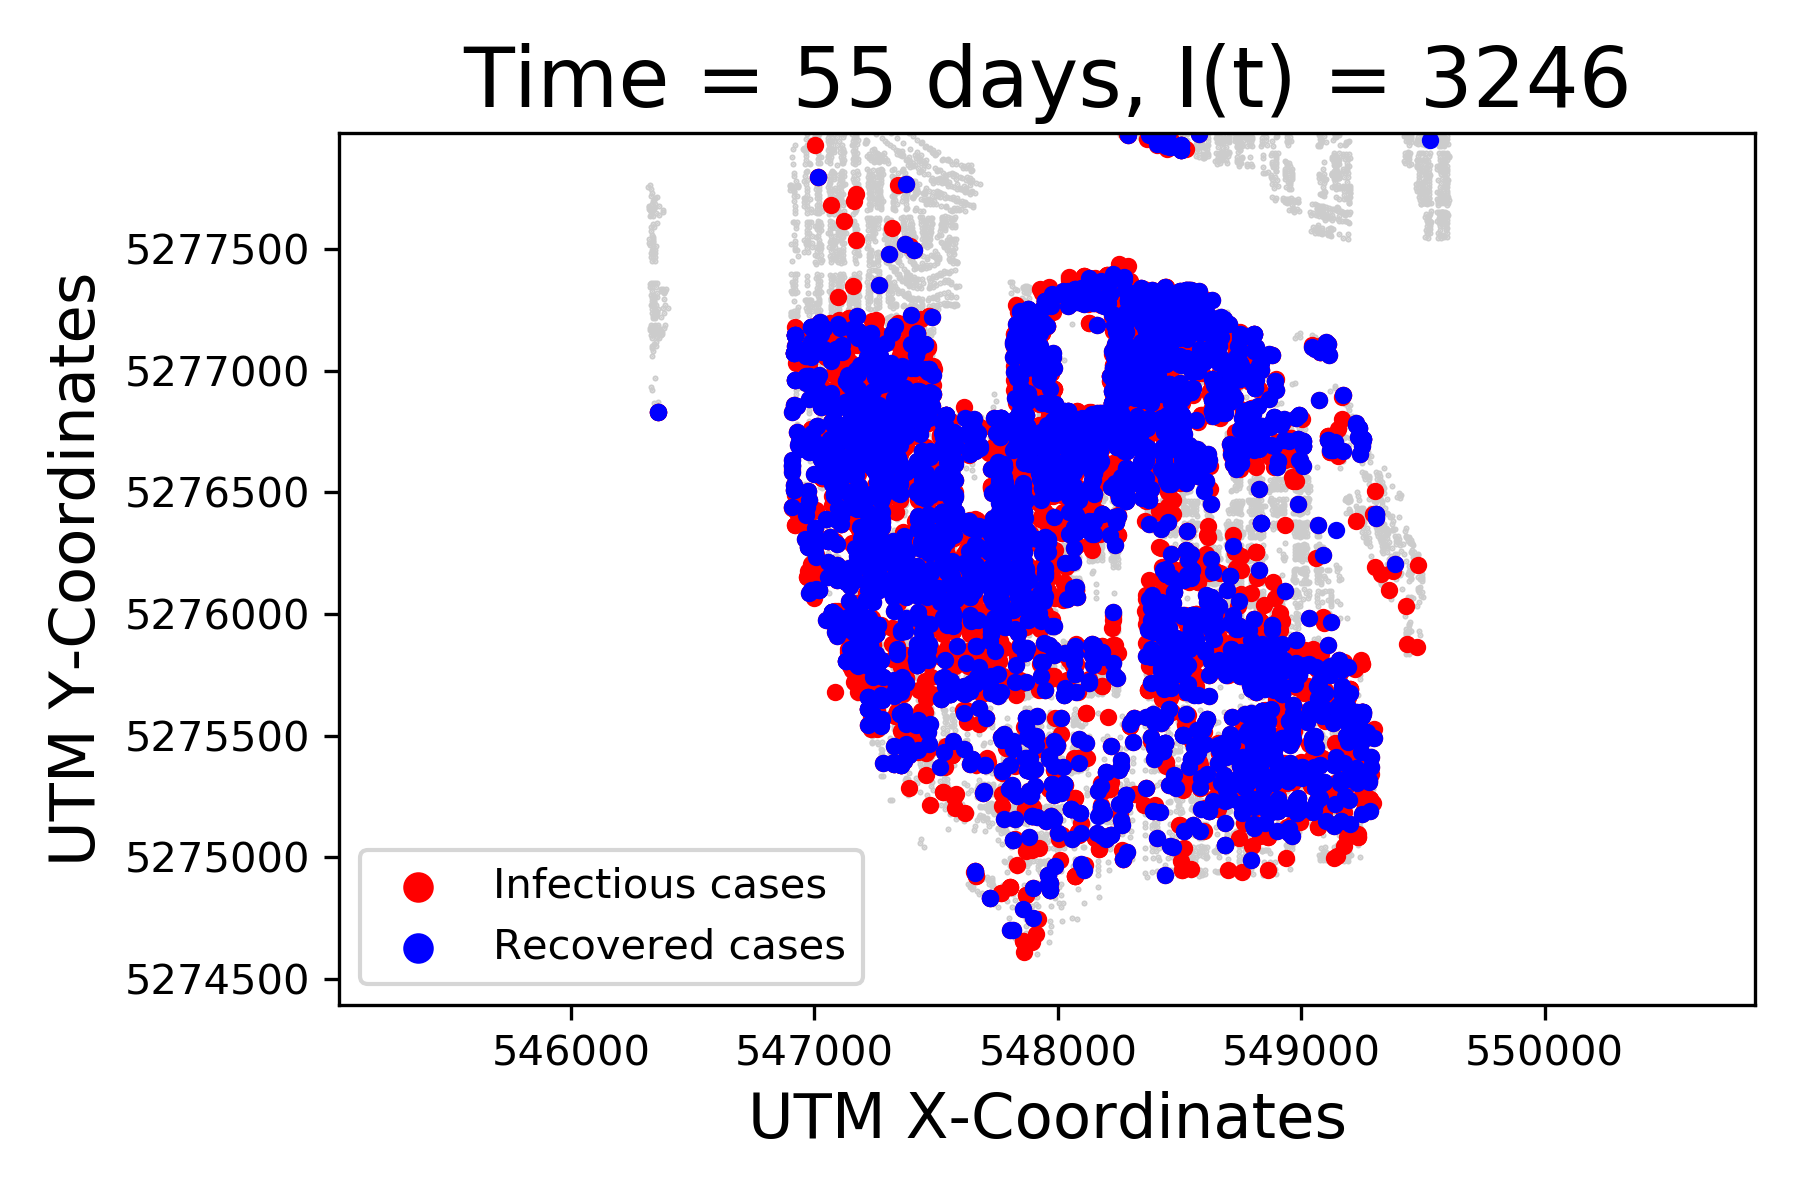 Time = 55 days, I(t) = 3246
UTM Y-Coordinates
5277500
5277000
5276500
5276000
5275500
5275000
5274500
Infectious cases
Recovered cases
546000 547000 548000 549000 550000
UTM X-Coordinates